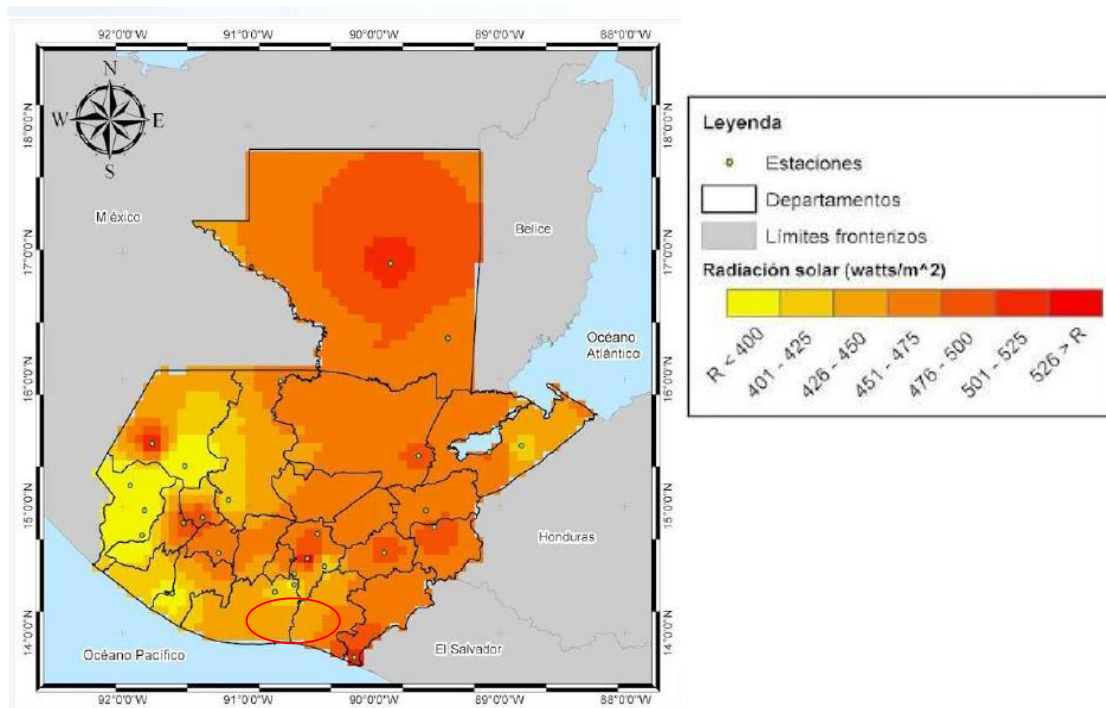 92°0'0"W 91°0'0"W 90°0'0"W 89°0'0"W 88°0'0"W
N
W E
S
18°0'0"N 18°0'0"N
México
Belice
17°0'0"N 17°0'0"N
Océano
Atlántico
16°0'0"N 16°0'0"N
15°0'0"N 15°0'0"N
Honduras
14°0'0"N 14°0'0"N
Océano Pacífico
El Salvador
92°0'0"W 91°0'0"W 90°0'0"W 89°0'0"W 88°0'0"W
Leyenda
Estaciones
Departamentos
Límites fronterizos
Radiación solar (watts/m^2)
R < 400
401 - 425
426 - 450
451 - 475
476 - 500
501 - 525
526 > R